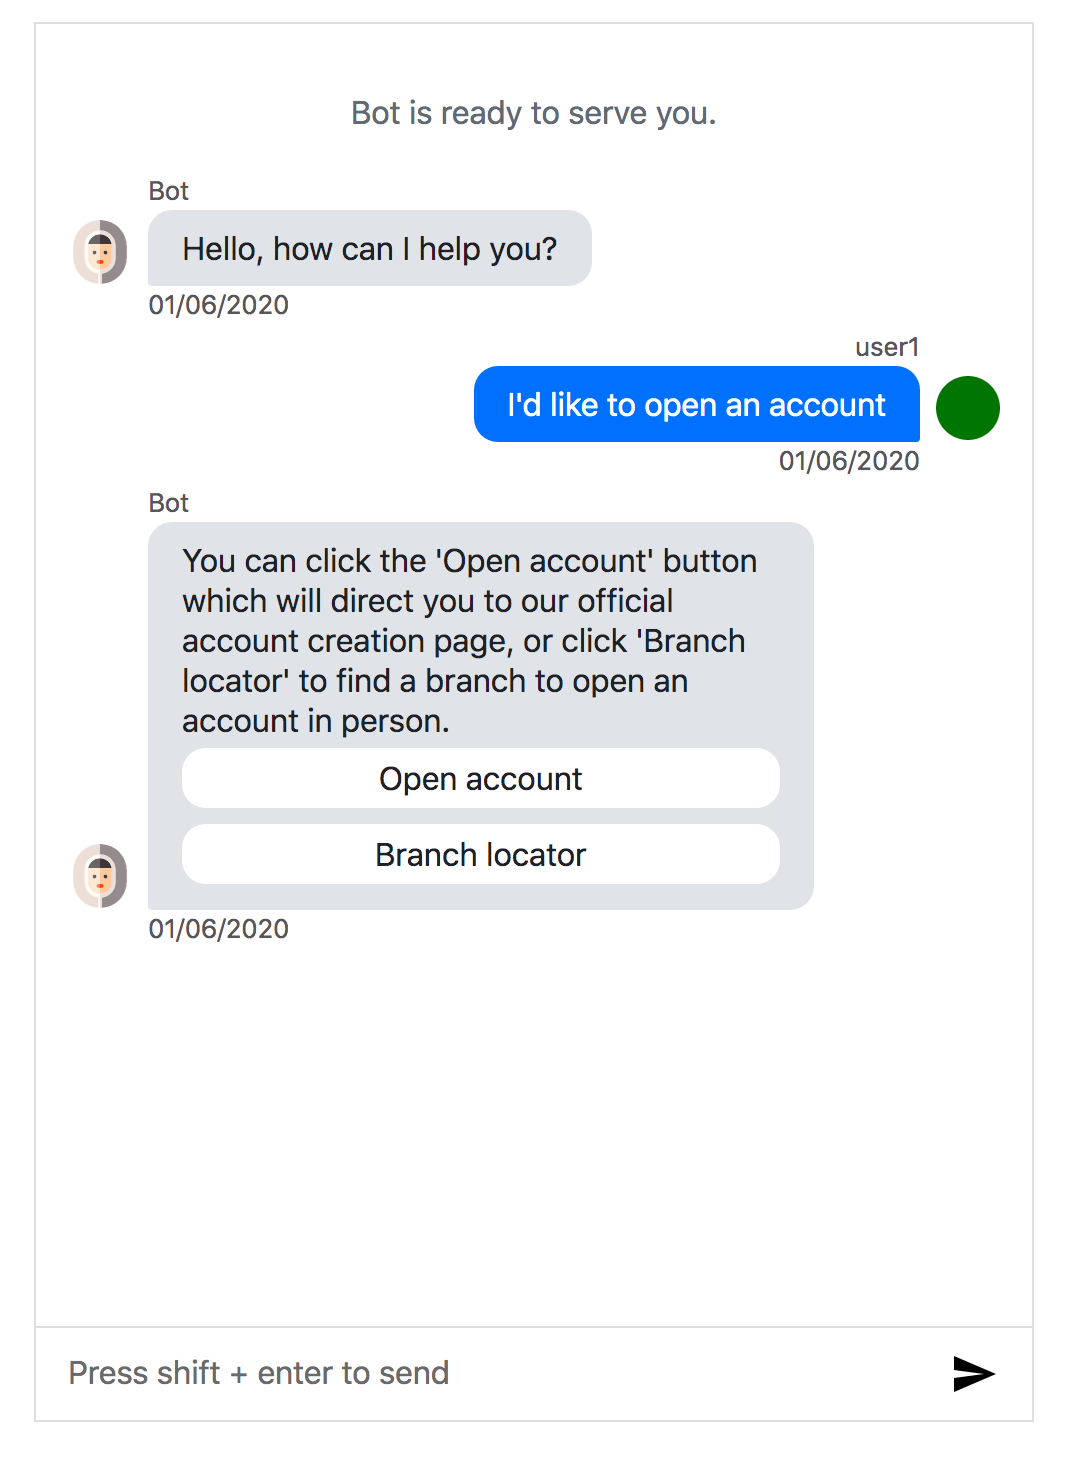 Bot is ready to serve you.
Bot
Hello, how can I help you?
01/06/2020
user1
I'd like to open an account
01/06/2020
Bot
You can click the 'Open account' button
which will direct you to our official
account creation page, or click 'Branch
locator' to find a branch to open an
account in person.
Open account
Branch locator
01/06/2020
Press shift + enter to send